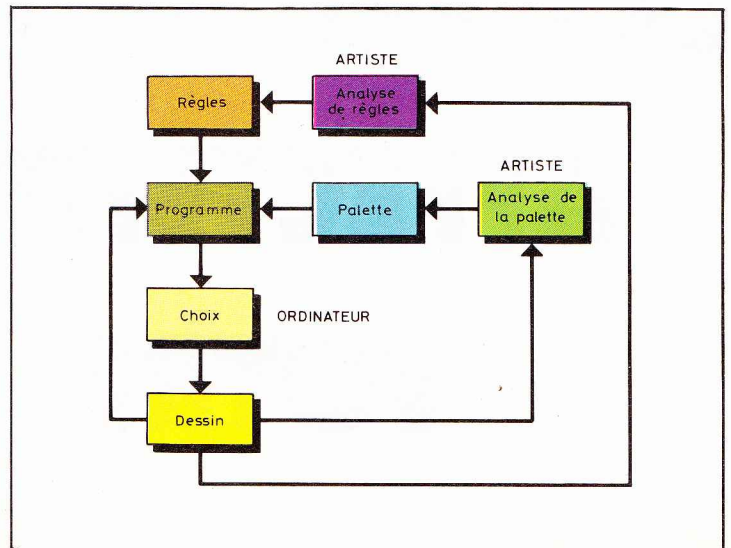 ARTISTE
Règles
Analyse
de règles
ARTISTE
Programme
Palette
Analyse de
la palette
Choix
ORDINATEUR
Dessin